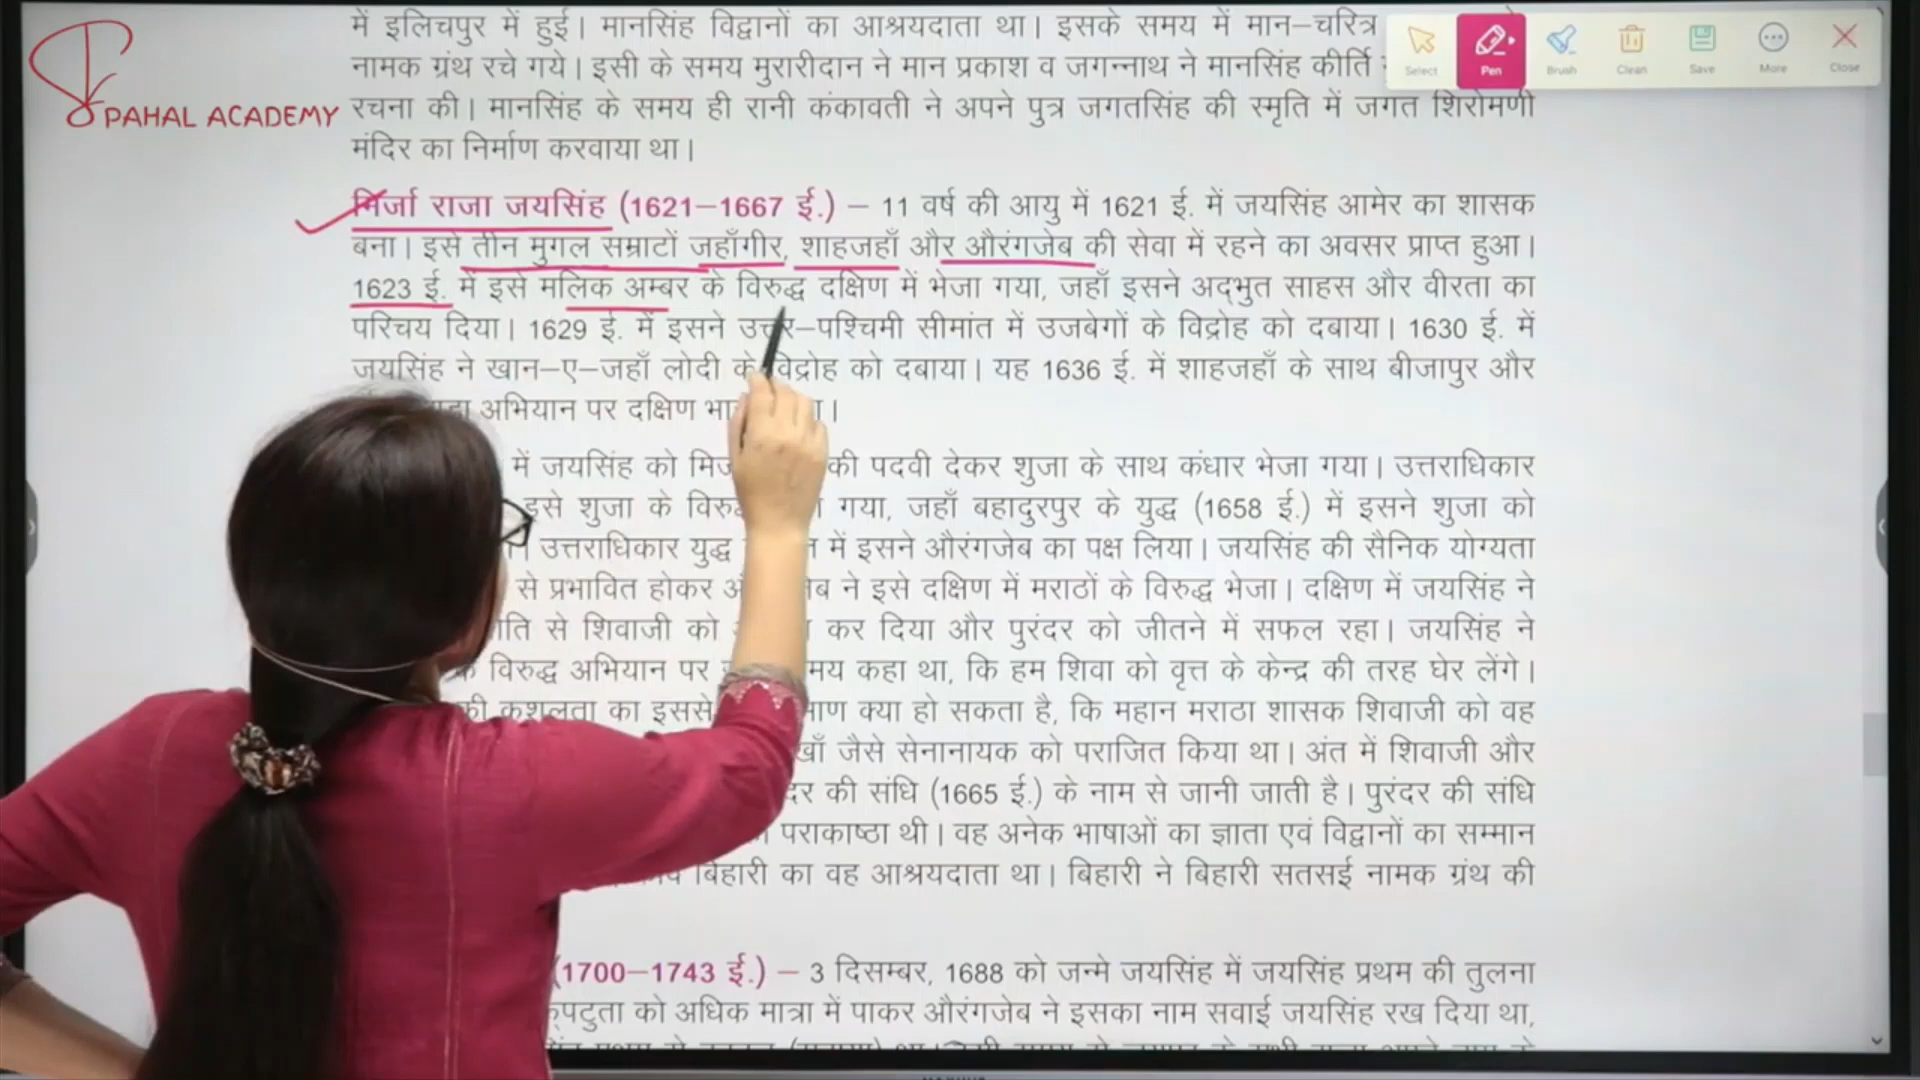 में इलिचपुर में हुई। मानसिंह विद्वानों का आश्रयदाता था। इसके समय में मान–चरित्र
नामक ग्रंथ रचे गये। इसी के समय मुरारीदान ने मान प्रकाश व जगन्नाथ ने मानसिंह कीर्ति
रचना की। मानसिंह के समय ही रानी कंकावती ने अपने पुत्र जगतसिंह की स्मृति में जगत शिरोमणी
मंदिर का निर्माण करवाया था।
PAHAL ACADEMY
Select Pen Brush Clean Save More Close
मिर्जा राजा जयसिंह (1621–1667 ई.) – 11 वर्ष की आयु में 1621 ई. में जयसिंह आमेर का शासक
बना। इसे तीन मुगल सम्राटों जहाँगीर, शाहजहाँ और औरंगजेब की सेवा में रहने का अवसर प्राप्त हुआ।
1623 ई. में इसे मलिक अम्बर के विरुद्ध दक्षिण में भेजा गया, जहाँ इसने अद्भुत साहस और वीरता का
परिचय दिया। 1629 ई. में इसने उत्तर–पश्चिमी सीमांत में उजबेगों के विद्रोह को दबाया। 1630 ई. में
जयसिंह ने खान–ए–जहाँ लोदी के विद्रोह को दबाया। यह 1636 ई. में शाहजहाँ के साथ बीजापुर और
अभियान पर दक्षिण
में जयसिंह को की पदवी देकर शुजा के साथ कंधार भेजा गया। उत्तराधिकार
इसे शुजा के गया, जहाँ बहादुरपुर के युद्ध (1658 ई.) में इसने शुजा को
उत्तराधिकार युद्ध में इसने औरंगजेब का पक्ष लिया। जयसिंह की सैनिक योग्यता
से प्रभावित होकर ने इसे दक्षिण में मराठों के विरुद्ध भेजा। दक्षिण में जयसिंह ने
से शिवाजी को कर दिया और पुरंदर को जीतने में सफल रहा। जयसिंह ने
विरुद्ध अभियान पर कहा था, कि हम शिवा को वृत्त के केन्द्र की तरह घेर लेंगे।
की कुशलता का इससे क्या हो सकता है, कि महान मराठा शासक शिवाजी को वह
जैसे सेनानायक को पराजित किया था। अंत में शिवाजी और
की संधि (1665 ई.) के नाम से जानी जाती है। पुरंदर की संधि
पराकाष्ठा थी। वह अनेक भाषाओं का ज्ञाता एवं विद्वानों का सम्मान
बिहारी का वह आश्रयदाता था। बिहारी ने बिहारी सतसई नामक ग्रंथ की
(1700–1743 ई.) – 3 दिसम्बर, 1688 को जन्मे जयसिंह में जयसिंह प्रथम की तुलना
को अधिक मात्रा में पाकर औरंगजेब ने इसका नाम सवाई जयसिंह रख दिया था,